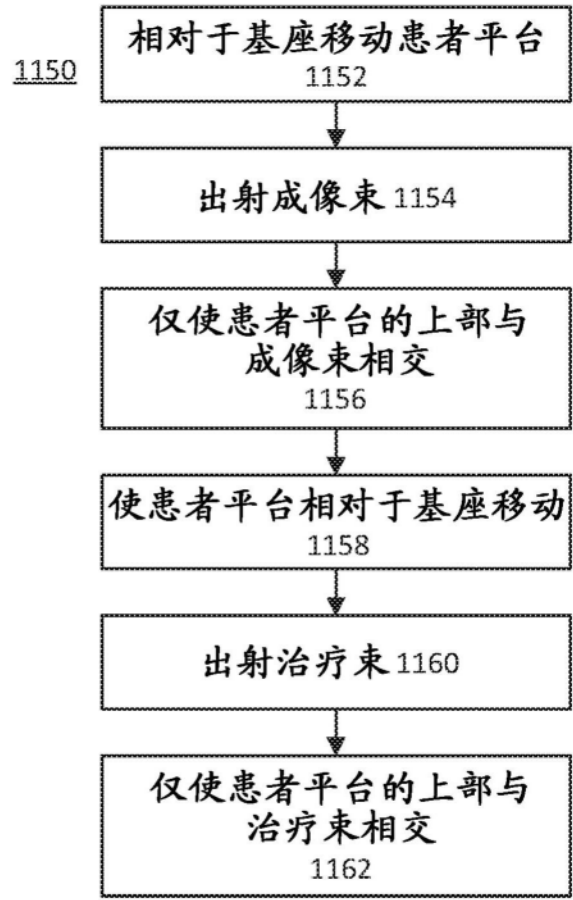 1150
相对于基座移动患者平台
1152
出射成像束 1154
仅使患者平台的上部与
成像束相交
1156
使患者平台相对于基座移动
1158
出射治疗束 1160
仅使患者平台的上部与
治疗束相交
1162